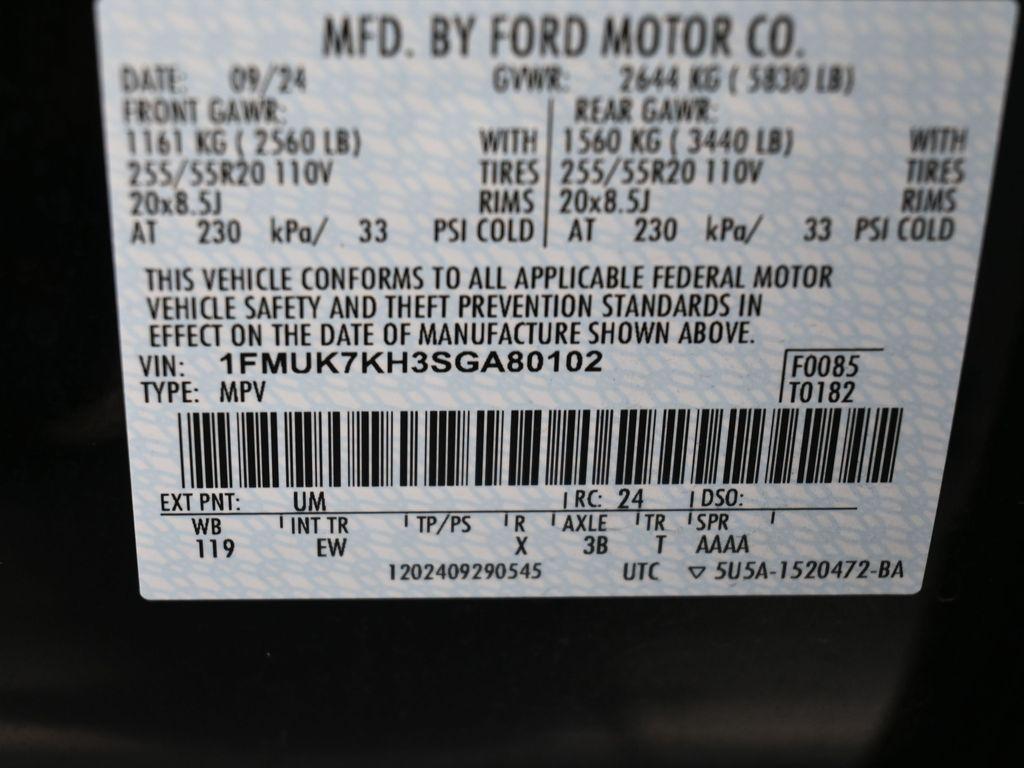 MFD. BY FORD MOTOR CO.
DATE: 09/24 GVWR: 2644 KG ( 5830 LB)
FRONT GAWR: REAR GAWR:
1161 KG ( 2560 LB) WITH 1560 KG ( 3440 LB) WITH
255/55R20 110V TIRES 255/55R20 110V TIRES
20x8.5J RIMS 20x8.5J RIMS
AT 230 kPa/ 33 PSI COLD AT 230 kPa/ 33 PSI COLD
THIS VEHICLE CONFORMS TO ALL APPLICABLE FEDERAL MOTOR
VEHICLE SAFETY AND THEFT PREVENTION STANDARDS IN
EFFECT ON THE DATE OF MANUFACTURE SHOWN ABOVE.
VIN: 1FMUK7KH3SGA80102 F0085
TYPE: MPV T0182
EXT PNT: UM RC: 24 DSO:
WB INT TR TP/PS R AXLE TR SPR
119 EW X 3B T AAAA
1202409290545 UTC ▽ 5U5A-1520472-BA